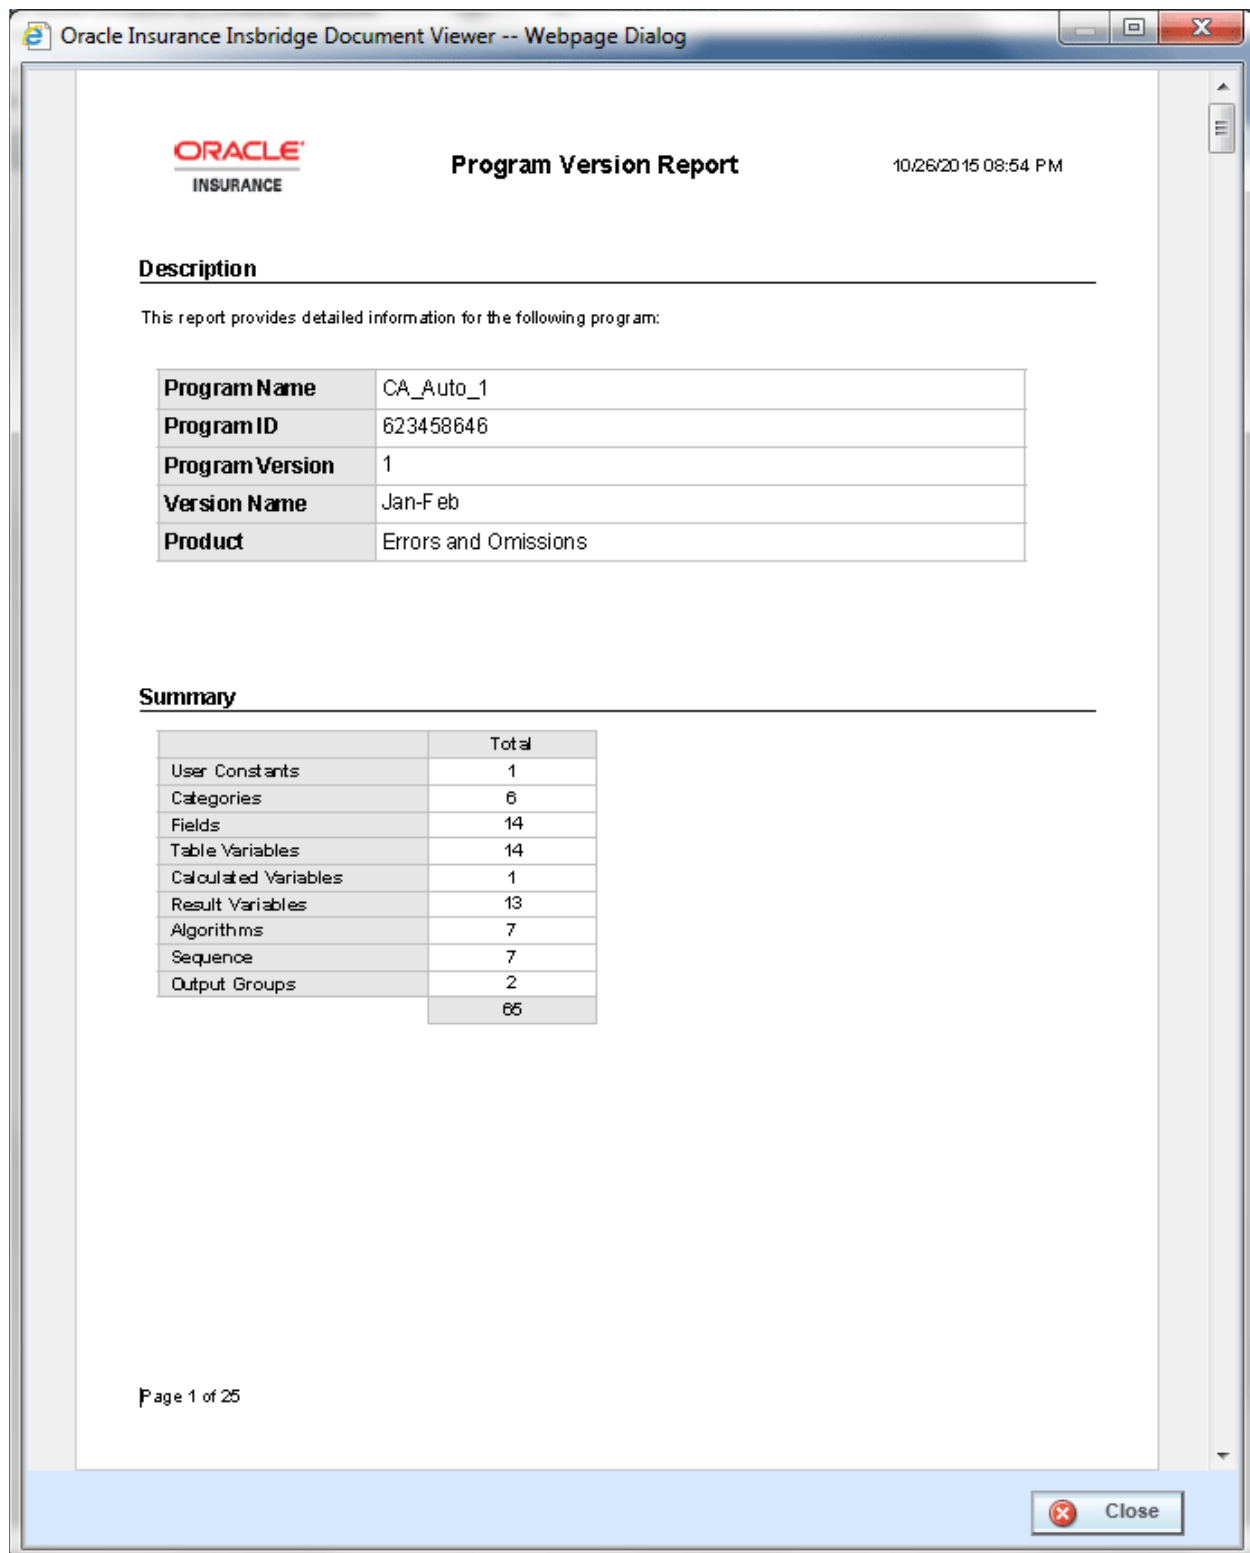 Oracle Insurance Insbridge Document Viewer -- Webpage Dialog
ORACLE
INSURANCE
Program Version Report
10/26/2015 08:54 PM
Description
This report provides detailed information for the following program:
Program Name CA_Auto_1
Program ID 623458646
Program Version 1
Version Name Jan-Feb
Product Errors and Omissions
Summary
Total
User Constants 1
Categories 6
Fields 14
Table Variables 14
Calculated Variables 1
Result Variables 13
Algorithms 7
Sequence 7
Output Groups 2
65
Page 1 of 25
Close